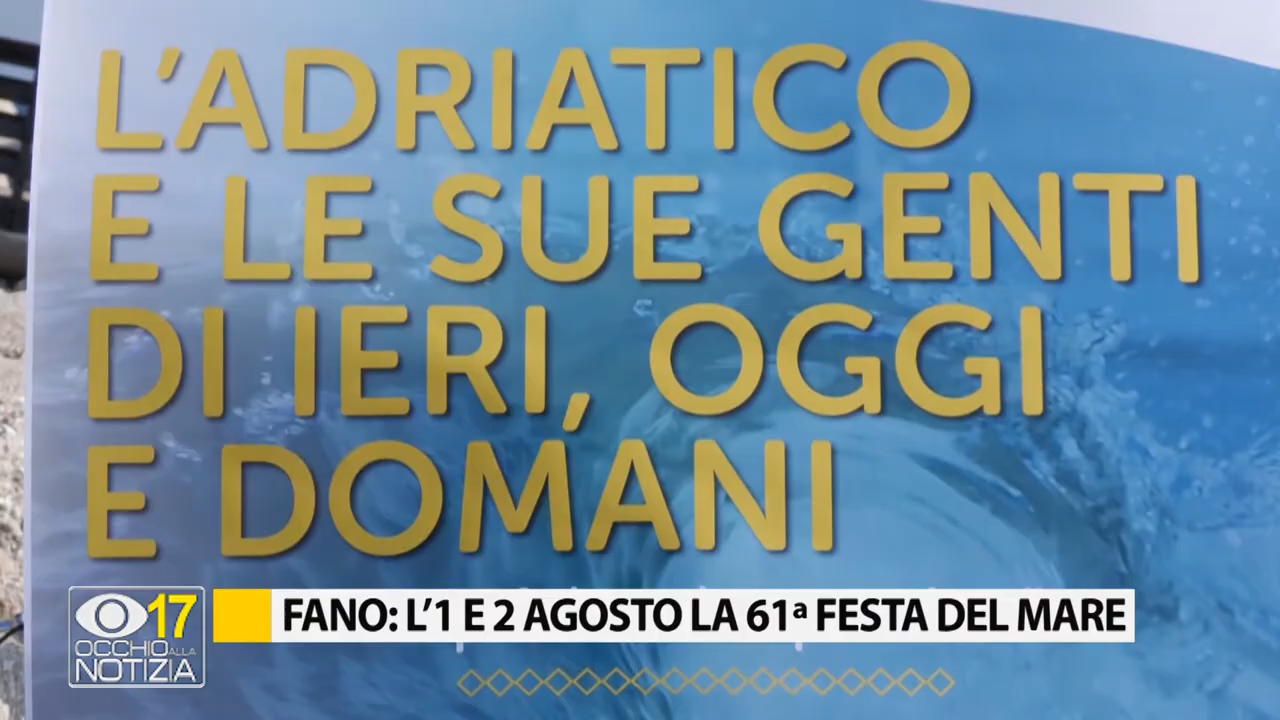 L'ADRIATICO
E LE SUE GENTI
DI IERI, OGGI
E DOMANI
17
OCCHIO ALLA
NOTIZIA
FANO: L'1 E 2 AGOSTO LA 61ª FESTA DEL MARE